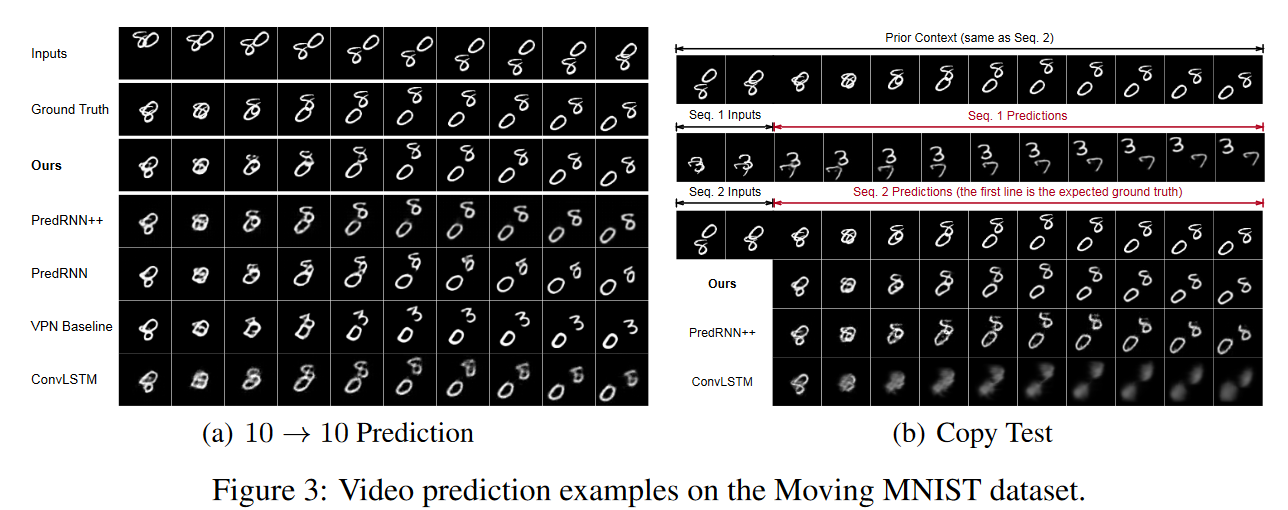 Inputs
Ground Truth
Ours
PredRNN++
PredRNN
VPN Baseline
ConvLSTM
(a) 10 → 10 Prediction
Prior Context (same as Seq. 2)
Seq. 1 Inputs
Seq. 1 Predictions
Seq. 2 Inputs
Seq. 2 Predictions (the first line is the expected ground truth)
Ours
PredRNN++
ConvLSTM
(b) Copy Test
Figure 3: Video prediction examples on the Moving MNIST dataset.